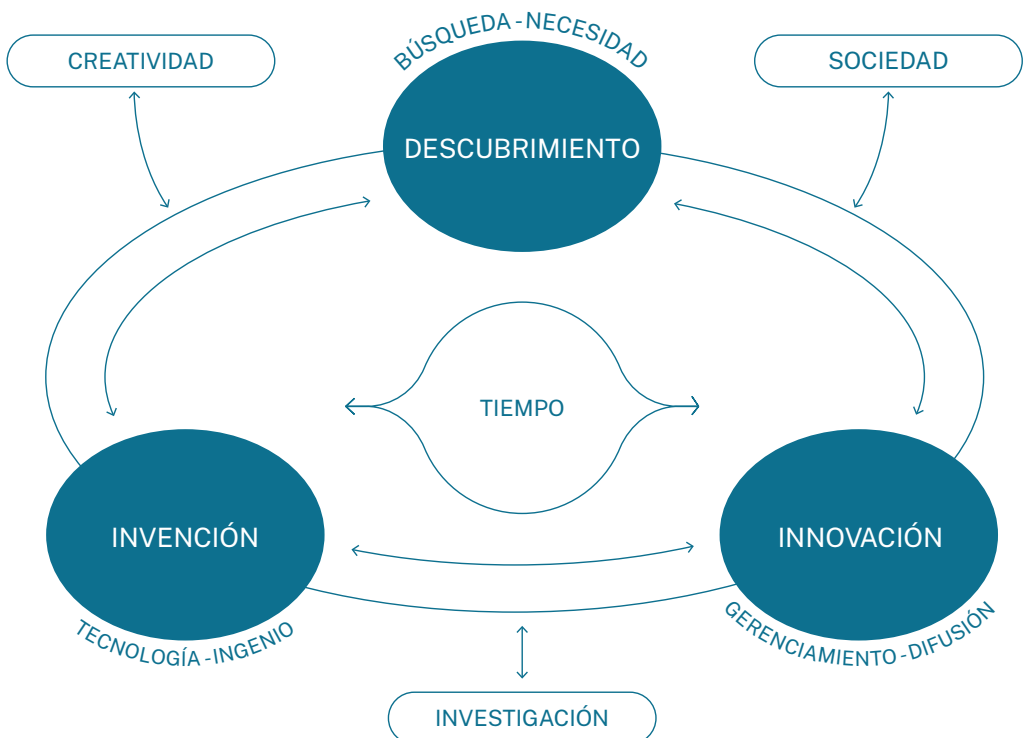 BÚSQUEDA-NECESIDAD
CREATIVIDAD
SOCIEDAD
DESCUBRIMIENTO
TIEMPO
INVENCIÓN
INNOVACIÓN
TECNOLOGÍA-INGENIO
GERENCIAMIENTO-DIFUSIÓN
INVESTIGACIÓN